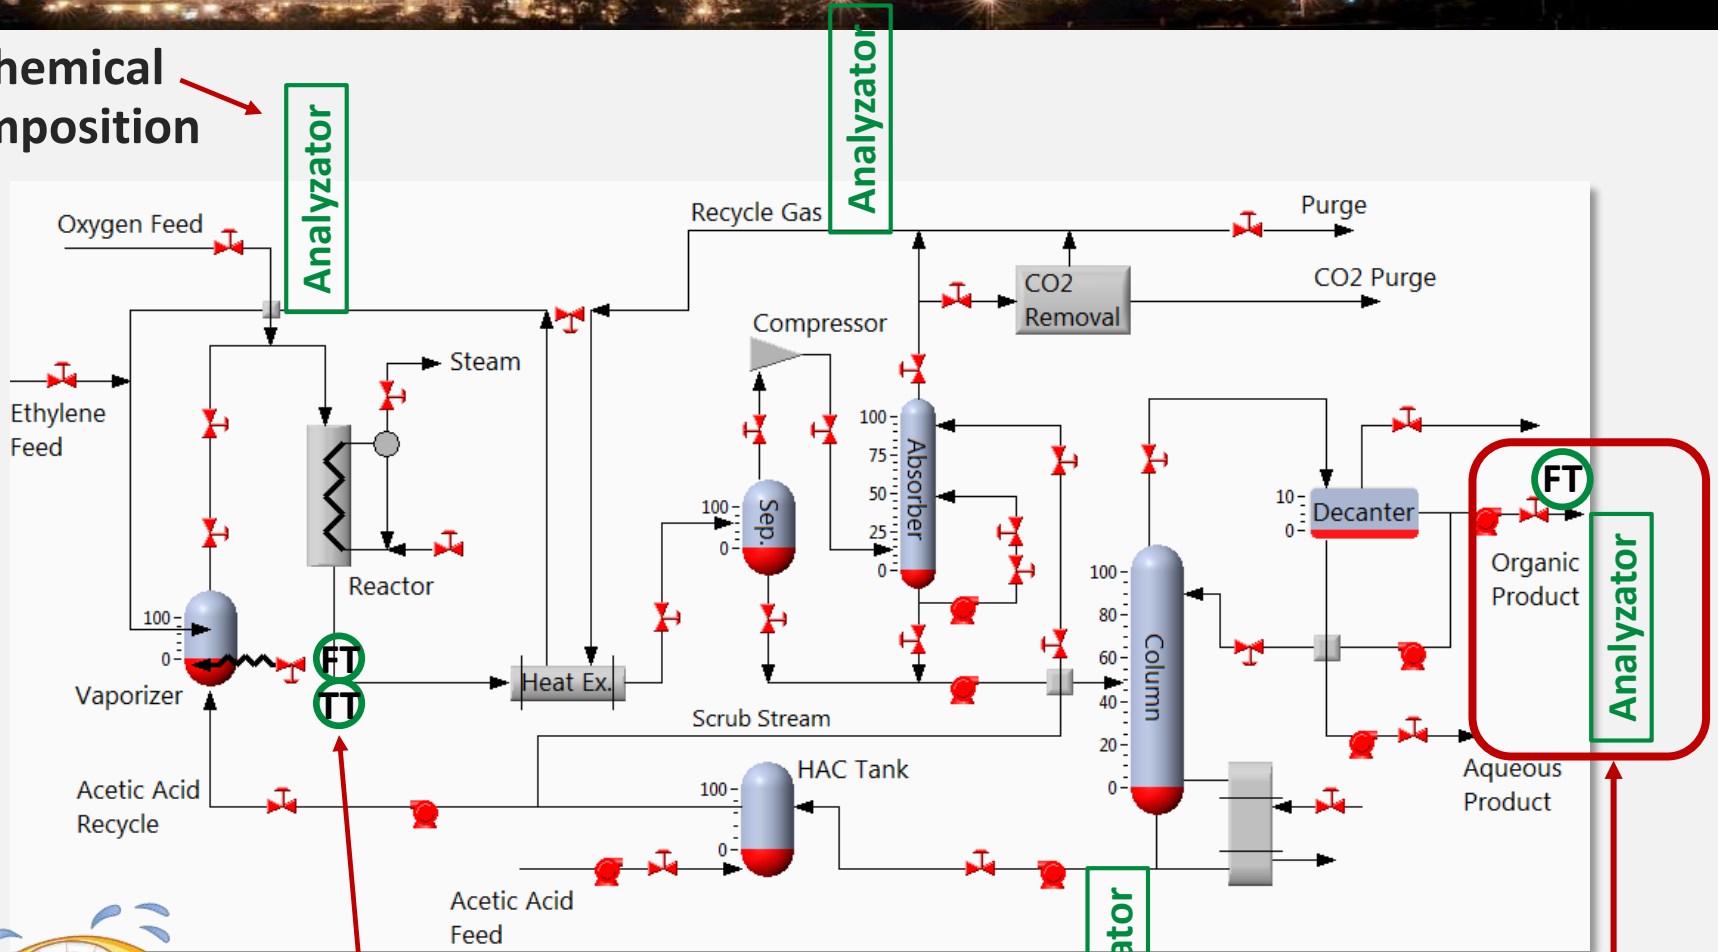 hemical
mposition
Analyzator
Analyzator
Oxygen Feed
Recycle Gas
Purge
CO2
Removal
CO2 Purge
Compressor
Steam
Ethylene
Feed
100
75
50
25
0
Absorber
100
0
Sep.
10
0
Decanter
FT
Organic
Product
Analyzator
Reactor
100
0
Vaporizer
FT
TT
Heat Ex.
100
80
60
40
20
0
Column
Scrub Stream
Aqueous
Product
Acetic Acid
Recycle
HAC Tank
100
0
Acetic Acid
Feed
ator